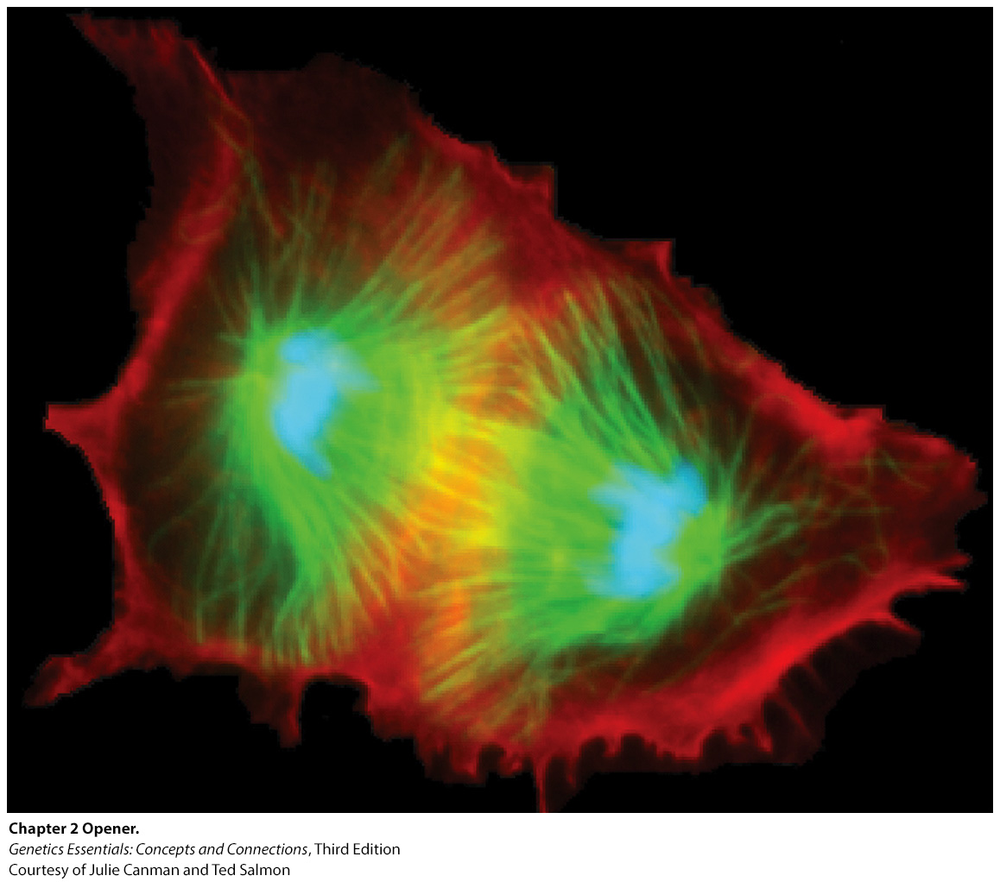 Chapter 2 Opener.
Genetics Essentials: Concepts and Connections, Third Edition
Courtesy of Julie Canman and Ted Salmon